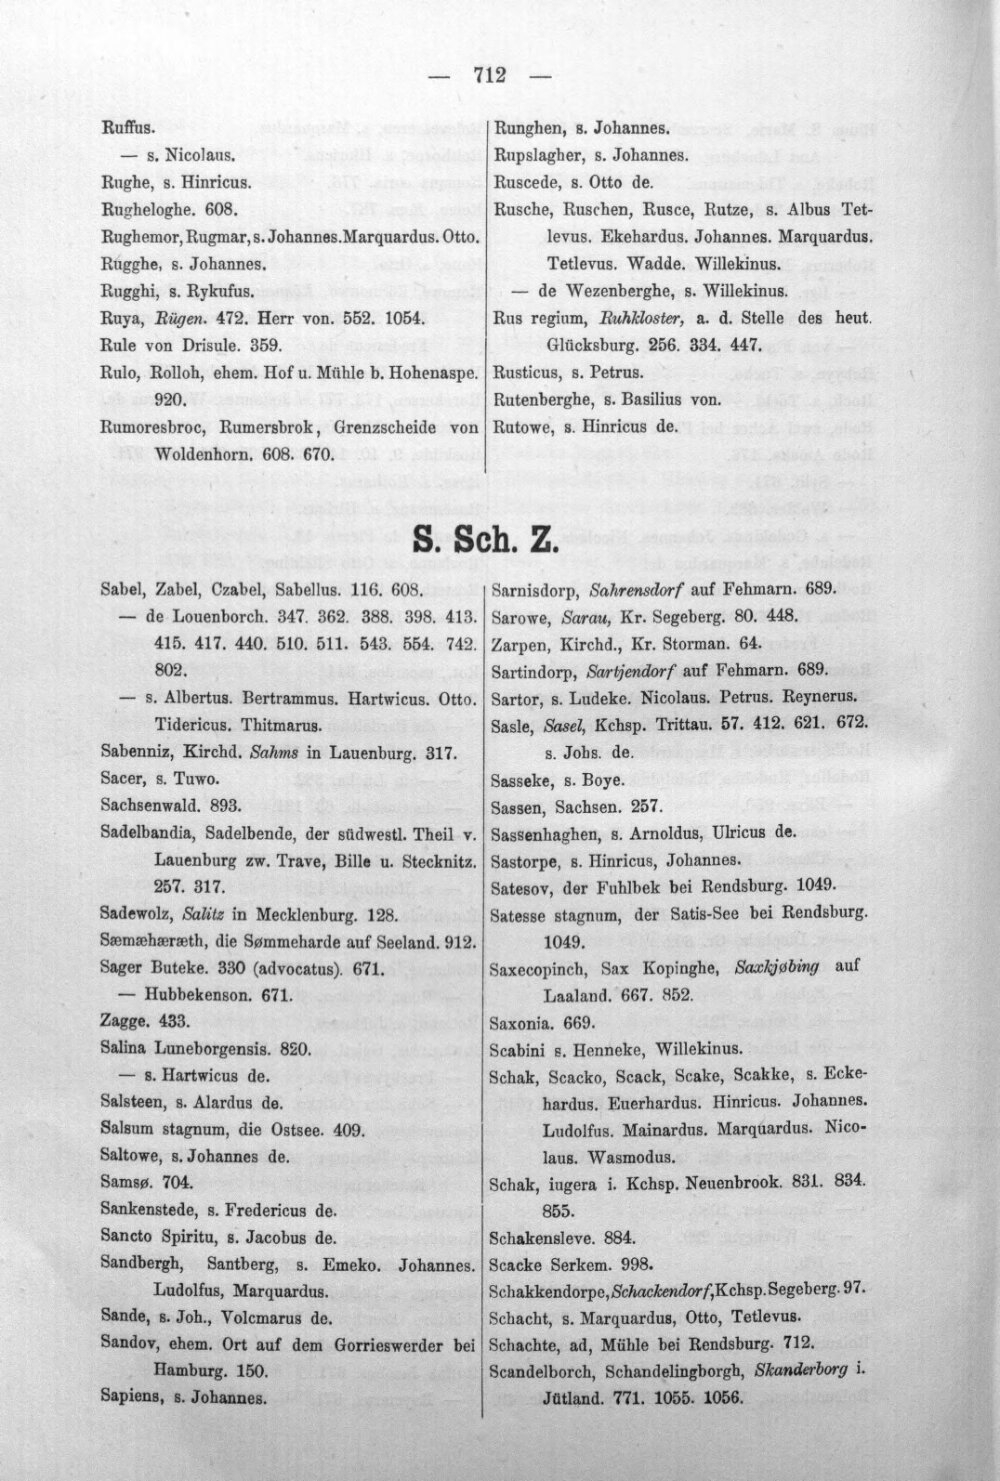 — 712 —
Ruffus.
— s. Nicolaus.
Rughe, s. Hinricus.
Rugheloghe. 608.
Rughemor, Rugmar, s. Johannes. Marquardus. Otto.
Rugghe, s. Johannes.
Rugghi, s. Rykufus.
Ruya, Rügen. 472. Herr von. 552. 1054.
Rule von Drisule. 359.
Rulo, Rolloh, ehem. Hof u. Mühle b. Hohenaspe.
920.
Rumoresbroc, Rumersbrok, Grenzscheide von
Woldenhorn. 608. 670.
Runghen, s. Johannes.
Rupslagher, s. Johannes.
Ruscede, s. Otto de.
Rusche, Ruschen, Rusce, Rutze, s. Albus Tet-
levus. Ekehardus. Johannes. Marquardus.
Tetlevus. Wadde. Willekinus.
— de Wezenberghe, s. Willekinus.
Rus regium, Ruhkloster, a. d. Stelle des heut.
Glücksburg. 256. 334. 447.
Rusticus, s. Petrus.
Rutenberghe, s. Basilius von.
Rutowe, s. Hinricus de.
S. Sch. Z.
Sabel, Zabel, Czabel, Sabellus. 116. 608.
— de Louenborch. 347. 362. 388. 398. 413.
415. 417. 440. 510. 511. 543. 554. 742.
802.
— s. Albertus. Bertrammus. Hartwicus. Otto.
Tidericus. Thitmarus.
Sabenniz, Kirchd. Sahms in Lauenburg. 317.
Sacer, s. Tuwo.
Sachsenwald. 893.
Sadelbandia, Sadelbende, der südwestl. Theil v.
Lauenburg zw. Trave, Bille u. Stecknitz.
257. 317.
Sadewolz, Salitz in Mecklenburg. 128.
Sæmæhæræth, die Sømmeharde auf Seeland. 912.
Sager Buteke. 330 (advocatus). 671.
— Hubbekenson. 671.
Zagge. 433.
Salina Luneborgensis. 820.
— s. Hartwicus de.
Salsteen, s. Alardus de.
Salsum stagnum, die Ostsee. 409.
Saltowe, s. Johannes de.
Samsø. 704.
Sankenstede, s. Fredericus de.
Sancto Spiritu, s. Jacobus de.
Sandbergh, Santberg, s. Emeko. Johannes.
Ludolfus, Marquardus.
Sande, s. Joh., Volcmarus de.
Sandov, ehem. Ort auf dem Gorrieswerder bei
Hamburg. 150.
Sapiens, s. Johannes.
Sarnisdorp, Sahrensdorf auf Fehmarn. 689.
Sarowe, Sarau, Kr. Segeberg. 80. 448.
Zarpen, Kirchd., Kr. Storman. 64.
Sartindorp, Sartjendorf auf Fehmarn. 689.
Sartor, s. Ludeke. Nicolaus. Petrus. Reynerus.
Sasle, Sasel, Kchsp. Trittau. 57. 412. 621. 672.
s. Johs. de.
Sasseke, s. Boye.
Sassen, Sachsen. 257.
Sassenhaghen, s. Arnoldus, Ulricus de.
Sastorpe, s. Hinricus, Johannes.
Satesov, der Fuhlbek bei Rendsburg. 1049.
Satesse stagnum, der Satis-See bei Rendsburg.
1049.
Saxecopinch, Sax Kopinghe, Saxkjøbing auf
Laaland. 667. 852.
Saxonia. 669.
Scabini s. Henneke, Willekinus.
Schak, Scacko, Scack, Scake, Scakke, s. Ecke-
hardus. Euerhardus. Hinricus. Johannes.
Ludolfus. Mainardus. Marquardus. Nico-
laus. Wasmodus.
Schak, iugera i. Kchsp. Neuenbrook. 831. 834.
855.
Schakensleve. 884.
Scacke Serkem. 998.
Schakkendorpe, Schackendorf, Kchsp. Segeberg. 97.
Schacht, s. Marquardus, Otto, Tetlevus.
Schachte, ad, Mühle bei Rendsburg. 712.
Scandelborch, Schandelingborgh, Skanderborg i.
Jütland. 771. 1055. 1056.